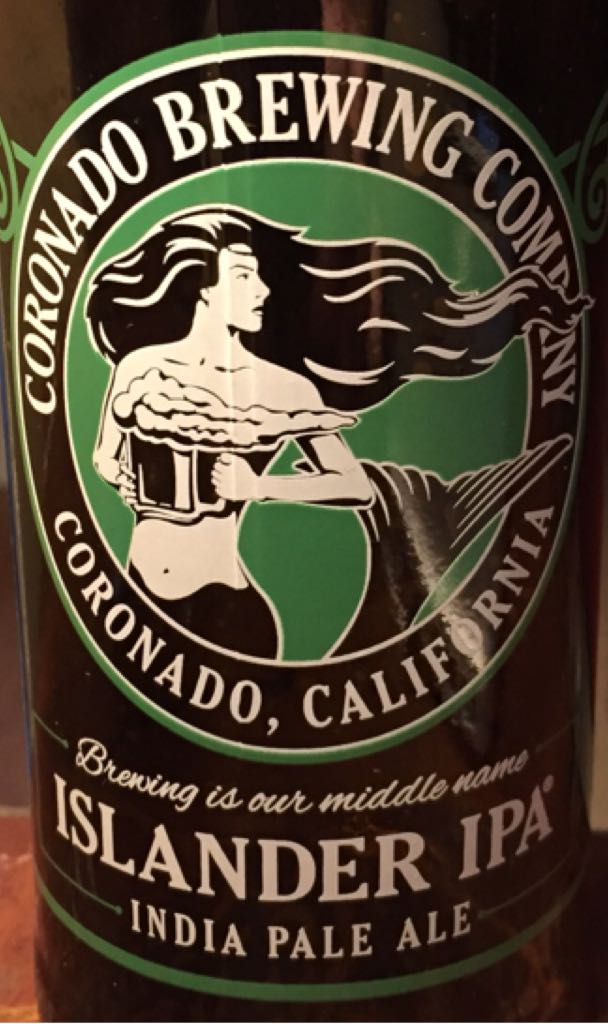 CORONADO BREWING COMPANY
CORONADO, CALIFORNIA
Brewing is our middle name
ISLANDER IPA®
INDIA PALE ALE